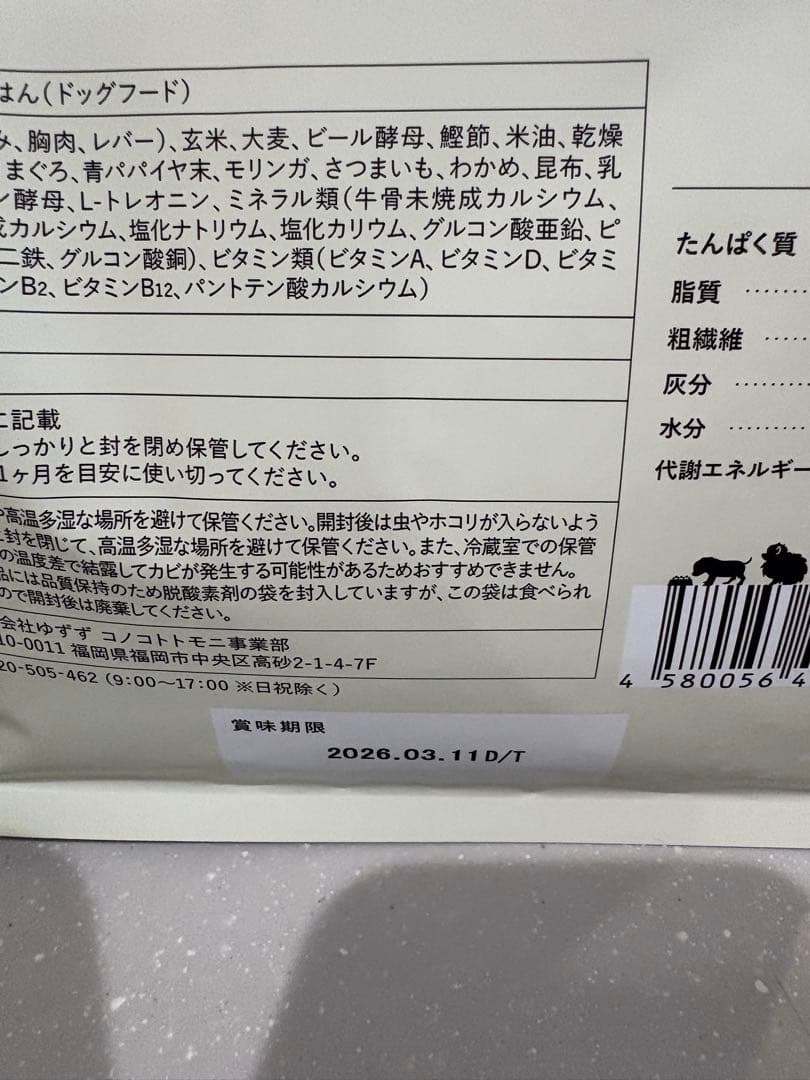 はん(ドッグフード)
み、胸肉、レバー)、玄米、大麦、ビール酵母、鰹節、米油、乾燥
まぐろ、青パパイヤ末、モリンガ、さつまいも、わかめ、昆布、乳
ン酵母、L-トレオニン、ミネラル類(牛骨未焼成カルシウム、
成カルシウム、塩化ナトリウム、塩化カリウム、グルコン酸亜鉛、ピ
二鉄、グルコン酸銅)、ビタミン類(ビタミンA、ビタミンD、ビタミ
ンB2、ビタミンB12、パントテン酸カルシウム)
に記載
しっかりと封を閉め保管してください。
1ヶ月を目安に使い切ってください。
や高温多湿な場所を避けて保管ください。開封後は虫やホコリが入らないよう
に封を閉じて、高温多湿な場所を避けて保管ください。また、冷蔵室での保管
の温度差で結露してカビが発生する可能性があるためおすすめできません。
品には品質保持のため脱酸素剤の袋を封入していますが、この袋は食べられ
ので開封後は廃棄してください。
会社ゆずず コノコトトモニ事業部
10-0011 福岡県福岡市中央区高砂2-1-4-7F
20-505-462 (9:00〜17:00 ※日祝除く)
たんぱく質
脂質 ……
粗繊維 ……
灰分 ……
水分 ……
代謝エネルギー
4 580056 4
賞味期限
2026.03.11D/T